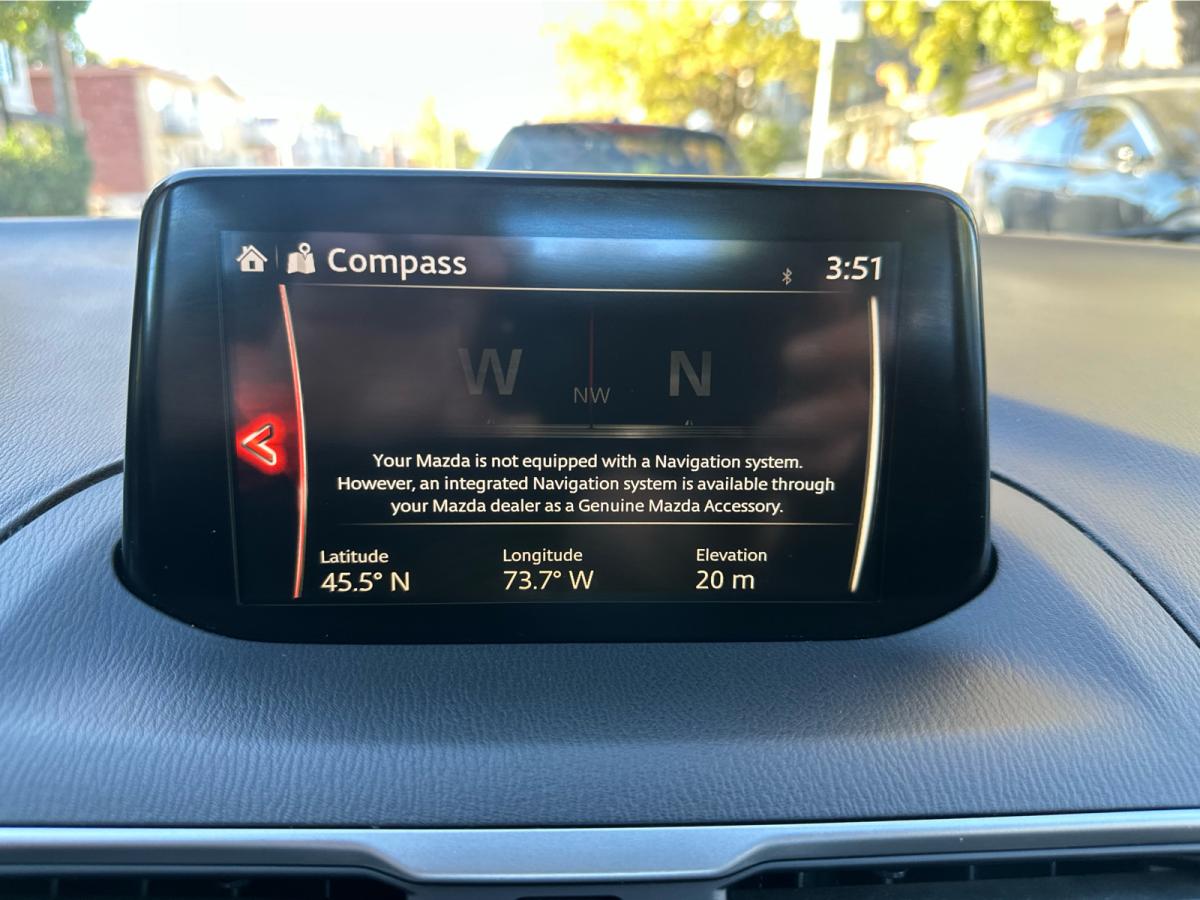 Compass
3:51
W
NW
N
Your Mazda is not equipped with a Navigation system.
However, an integrated Navigation system is available through
your Mazda dealer as a Genuine Mazda Accessory.
Latitude
Longitude
Elevation
45.5° N
73.7° W
20 m